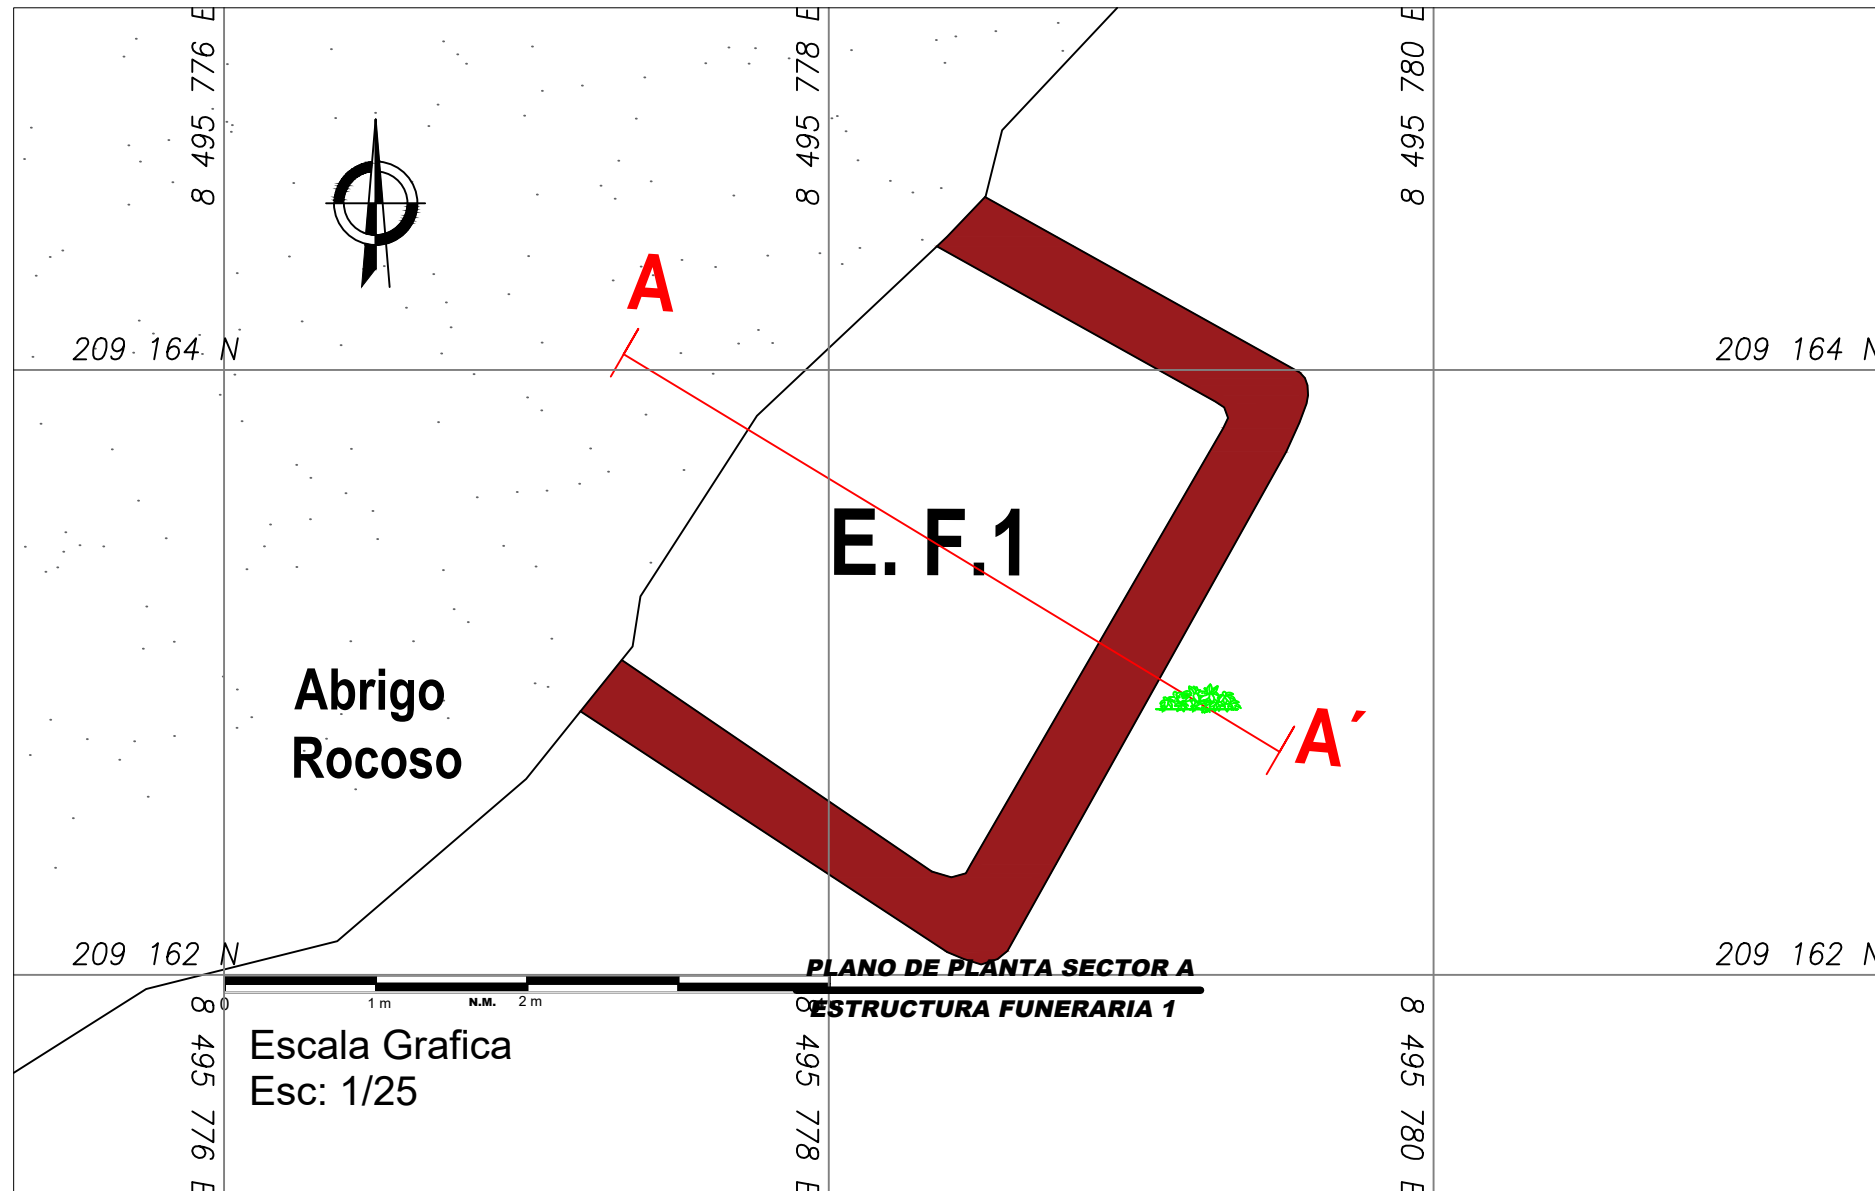 8 495 776 E
8 495 778 E
8 495 780 E
A
209 164 N
209 164 N
E. F.1
Abrigo
Rocoso
A´
209 162 N
209 162 N
PLANO DE PLANTA SECTOR A
ESTRUCTURA FUNERARIA 1
0
1 m
N.M.
2 m
Escala Grafica
Esc: 1/25
8 495 776 E
8 495 778 E
8 495 780 E